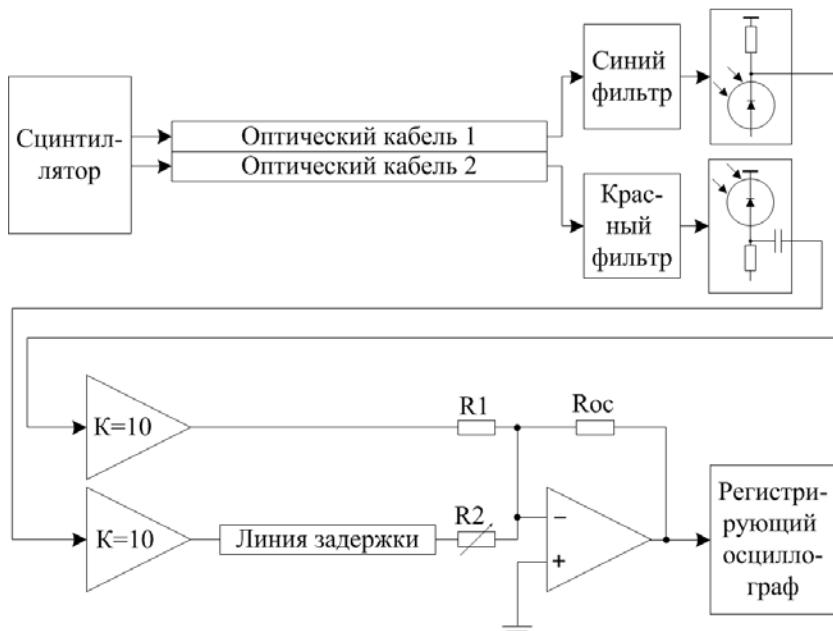 Сцинтил-
лятор
Оптический кабель 1
Оптический кабель 2
Синий
фильтр
Крас-
ный
фильтр
К=10
R1
Roc
К=10
Линия задержки
R2
−
+
Регистри-
рующий
осцилло-
граф